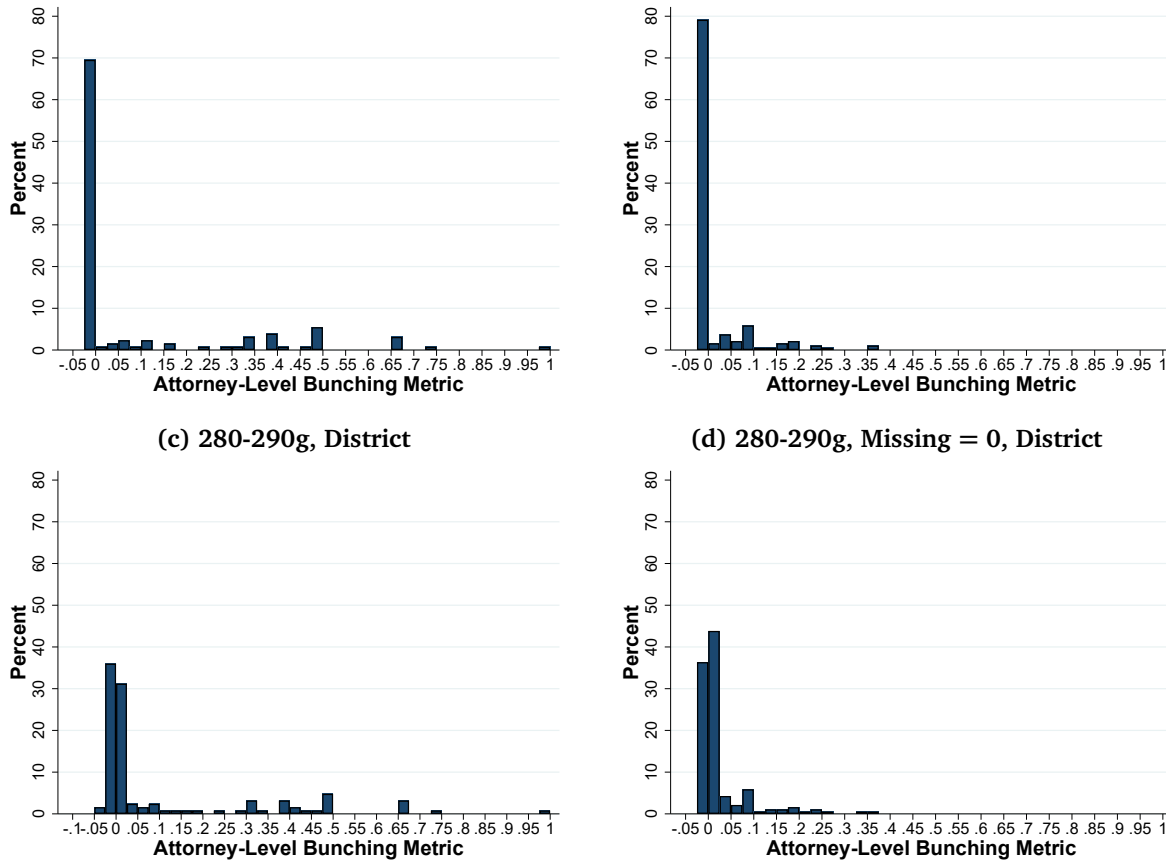 80
70
60
50
40
30
20
10
0
Percent
-.05 0 .05 .1 .15 .2 .25 .3 .35 .4 .45 .5 .55 .6 .65 .7 .75 .8 .85 .9 .95 1
Attorney-Level Bunching Metric
80
70
60
50
40
30
20
10
0
Percent
-.05 0 .05 .1 .15 .2 .25 .3 .35 .4 .45 .5 .55 .6 .65 .7 .75 .8 .85 .9 .95 1
Attorney-Level Bunching Metric
(c) 280-290g, District
(d) 280-290g, Missing = 0, District
80
70
60
50
40
30
20
10
0
Percent
-.1 -.05 0 .05 .1 .15 .2 .25 .3 .35 .4 .45 .5 .55 .6 .65 .7 .75 .8 .85 .9 .95 1
Attorney-Level Bunching Metric
80
70
60
50
40
30
20
10
0
Percent
-.05 0 .05 .1 .15 .2 .25 .3 .35 .4 .45 .5 .55 .6 .65 .7 .75 .8 .85 .9 .95 1
Attorney-Level Bunching Metric